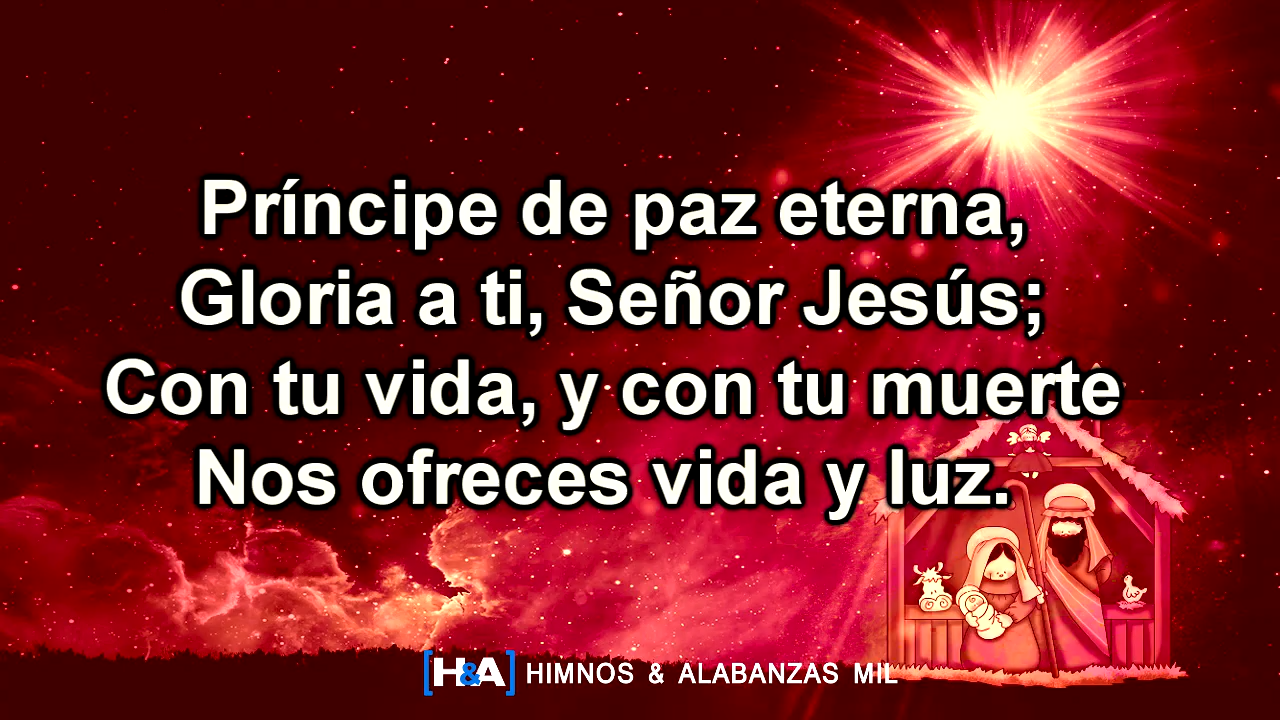 Príncipe de paz eterna,
Gloria a ti, Señor Jesús;
Con tu vida, y con tu muerte
Nos ofreces vida y luz.
[H&A] HIMNOS & ALABANZAS MIL